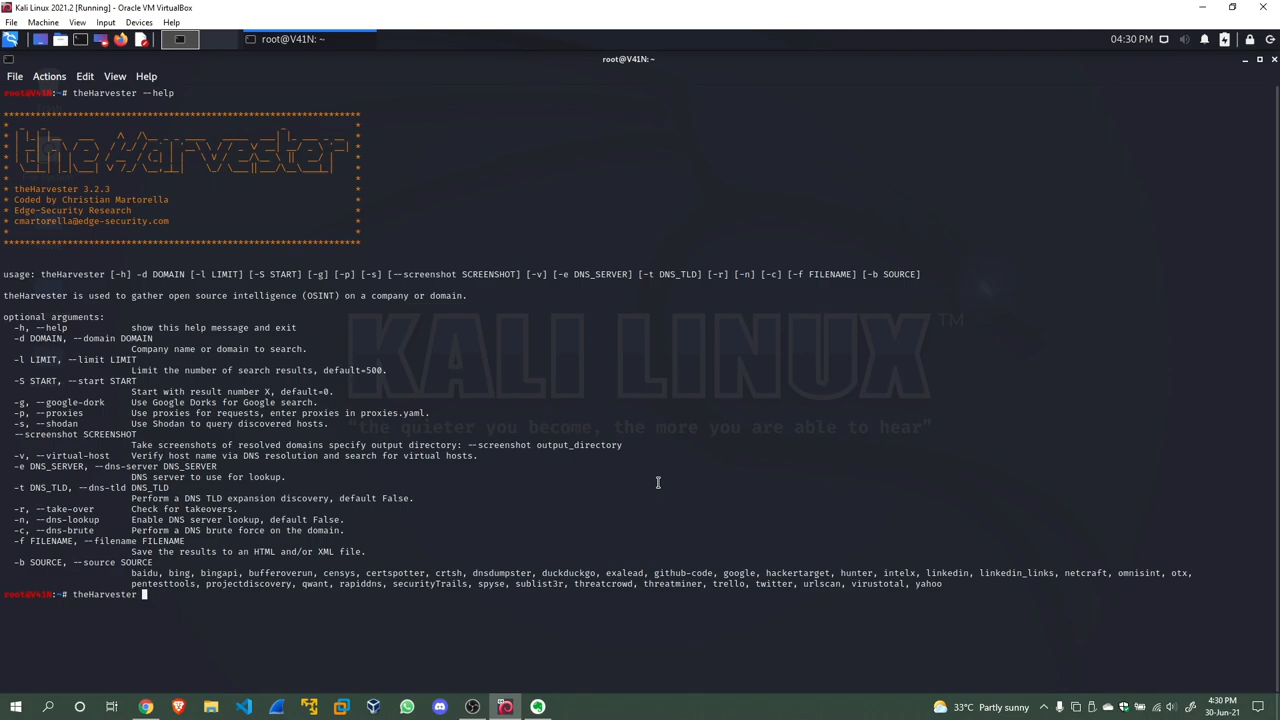 Kali Linux 2021.2 [Running] - Oracle VM VirtualBox
File Machine View Input Devices Help
root@V41N: ~
04:30 PM
root@V41N: ~
File Actions Edit View Help
root@V41N:~# theHarvester --help
*******************************************************************
theHarvester
* theHarvester 3.2.3 *
* Coded by Christian Martorella *
* Edge-Security Research *
* cmartorella@edge-security.com *
* *
*******************************************************************
usage: theHarvester [-h] -d DOMAIN [-l LIMIT] [-S START] [-g] [-p] [-s] [--screenshot SCREENSHOT] [-v] [-e DNS_SERVER] [-t DNS_TLD] [-r] [-n] [-c] [-f FILENAME] [-b SOURCE]
theHarvester is used to gather open source intelligence (OSINT) on a company or domain.
optional arguments:
-h, --help show this help message and exit
-d DOMAIN, --domain DOMAIN
Company name or domain to search.
-l LIMIT, --limit LIMIT
Limit the number of search results, default=500.
-S START, --start START
Start with result number X, default=0.
-g, --google-dork Use Google Dorks for Google search.
-p, --proxies Use proxies for requests, enter proxies in proxies.yaml.
-s, --shodan Use Shodan to query discovered hosts.
--screenshot SCREENSHOT
Take screenshots of resolved domains specify output directory: --screenshot output_directory
-v, --virtual-host Verify host name via DNS resolution and search for virtual hosts.
-e DNS_SERVER, --dns-server DNS_SERVER
DNS server to use for lookup.
-t DNS_TLD, --dns-tld DNS_TLD
Perform a DNS TLD expansion discovery, default False.
-r, --take-over Check for takeovers.
-n, --dns-lookup Enable DNS server lookup, default False.
-c, --dns-brute Perform a DNS brute force on the domain.
-f FILENAME, --filename FILENAME
Save the results to an HTML and/or XML file.
-b SOURCE, --source SOURCE
baidu, bing, bingapi, bufferoverun, censys, certspotter, crtsh, dnsdumpster, duckduckgo, exalead, github-code, google, hackertarget, hunter, intelx, linkedin, linkedin_links, netcraft, omnisint, otx,
pentesttools, projectdiscovery, qwant, rapiddns, securityTrails, spyse, sublist3r, threatcrowd, threatminer, trello, twitter, urlscan, virustotal, yahoo
root@V41N:~# theHarvester
KALI LINUX™
"the quieter you become, the more you are able to hear"
33°C Partly sunny
4:30 PM
30-Jun-21